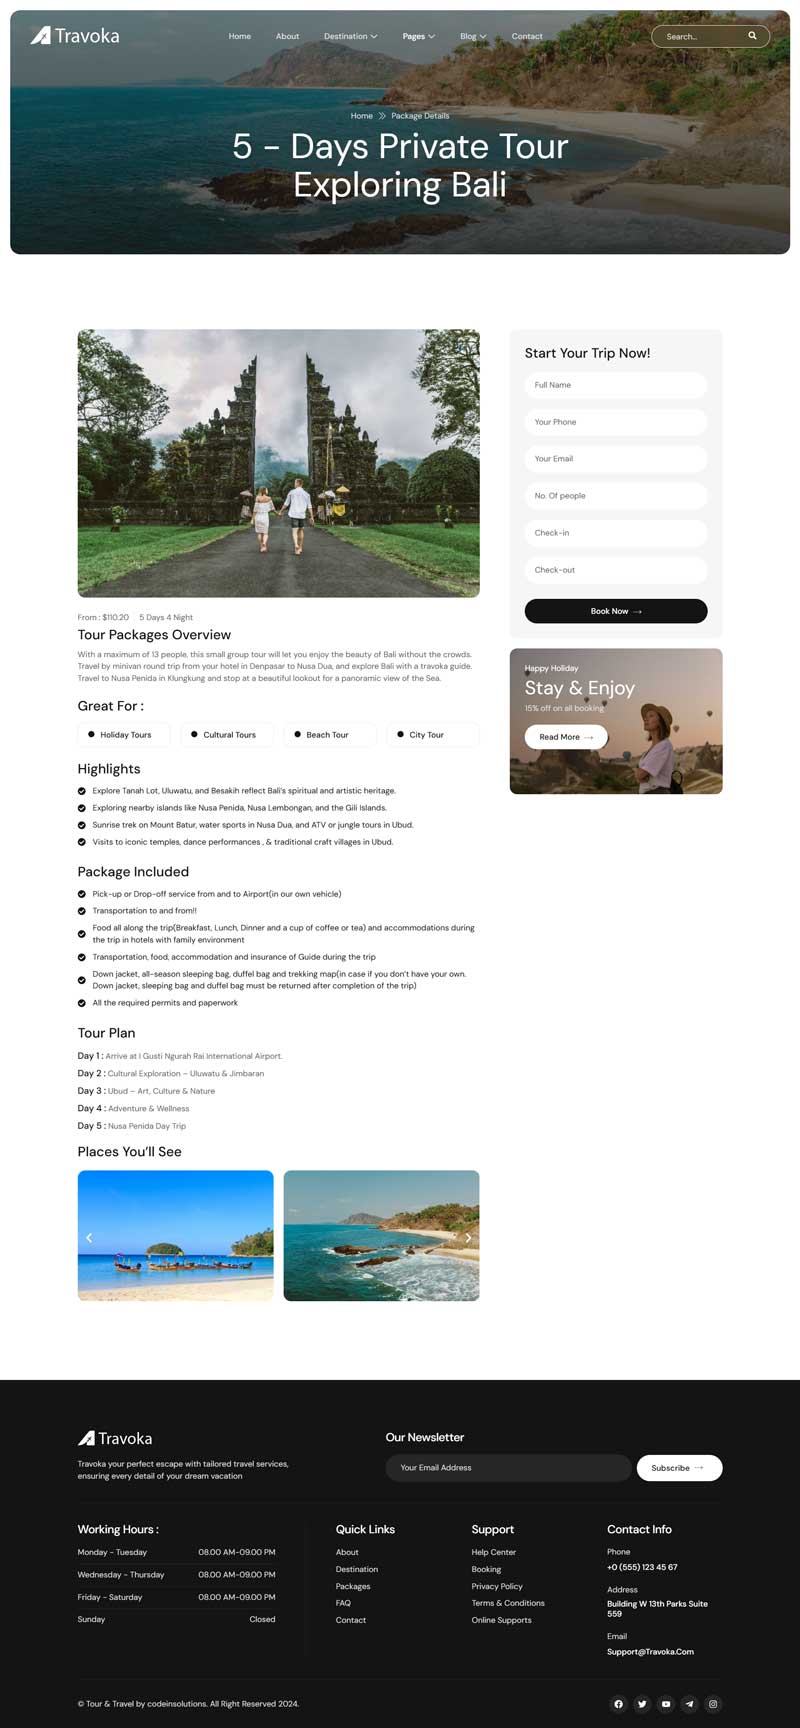 Travoka
Home
About
Destination
Pages
Blog
Contact
Search...
Home
Package Details
5 - Days Private Tour
Exploring Bali
Start Your Trip Now!
Full Name
Your Phone
Your Email
No. Of people
Check-in
Check-out
Book Now
Happy Holiday
Stay & Enjoy
15% off on all booking
Read More
From : $110.20 5 Days 4 Night
Tour Packages Overview
With a maximum of 13 people, this small group tour will let you enjoy the beauty of Bali without the crowds.
Travel by minivan round trip from your hotel in Denpasar to Nusa Dua, and explore Bali with a travoka guide.
Travel to Nusa Penida in Klungkung and stop at a beautiful lookout for a panoramic view of the Sea.
Great For :
Holiday Tours
Cultural Tours
Beach Tour
City Tour
Highlights
Explore Tanah Lot, Uluwatu, and Besakih reflect Bali's spiritual and artistic heritage.
Exploring nearby islands like Nusa Penida, Nusa Lembongan, and the Gili Islands.
Sunrise trek on Mount Batur, water sports in Nusa Dua, and ATV or jungle tours in Ubud.
Visits to iconic temples, dance performances , & traditional craft villages in Ubud.
Package Included
Pick-up or Drop-off service from and to Airport(in our own vehicle)
Transportation to and from!!
Food all along the trip(Breakfast, Lunch, Dinner and a cup of coffee or tea) and accommodations during
the trip in hotels with family environment
Transportation, food, accommodation and insurance of Guide during the trip
Down jacket, all-season sleeping bag, duffel bag and trekking map(in case if you don't have your own.
Down jacket, sleeping bag and duffel bag must be returned after completion of the trip)
All the required permits and paperwork
Tour Plan
Day 1 : Arrive at I Gusti Ngurah Rai International Airport.
Day 2 : Cultural Exploration – Uluwatu & Jimbaran
Day 3 : Ubud – Art, Culture & Nature
Day 4 : Adventure & Wellness
Day 5 : Nusa Penida Day Trip
Places You'll See
Travoka
Travoka your perfect escape with tailored travel services,
ensuring every detail of your dream vacation
Our Newsletter
Your Email Address
Subscribe
Working Hours :
Monday - Tuesday 08.00 AM-09.00 PM
Wednesday - Thursday 08.00 AM-09.00 PM
Friday - Saturday 08.00 AM-09.00 PM
Sunday Closed
Quick Links
About
Destination
Packages
FAQ
Contact
Support
Help Center
Booking
Privacy Policy
Terms & Conditions
Online Supports
Contact Info
Phone
+0 (555) 123 45 67
Address
Building W 13th Parks Suite
559
Email
Support@Travoka.Com
© Tour & Travel by codeinsolutions. All Right Reserved 2024.